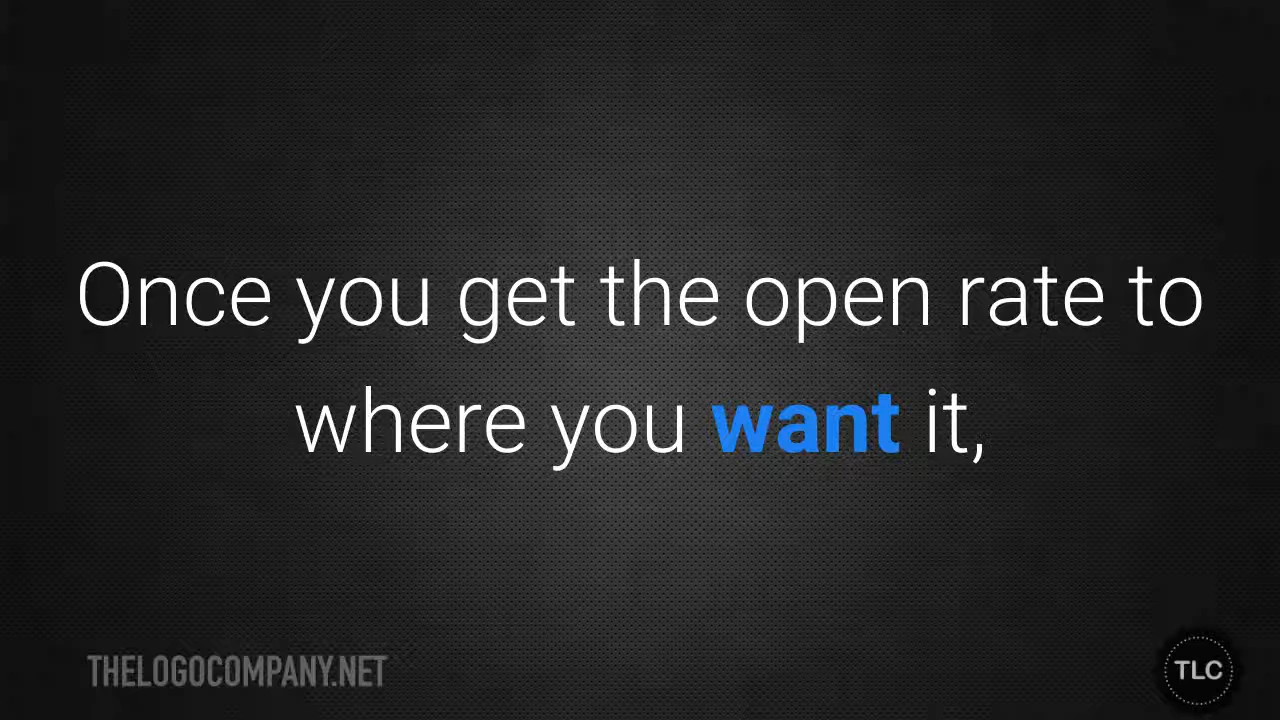 Once you get the open rate to
where you want it,
THELOGOCOMPANY.NET
TLC